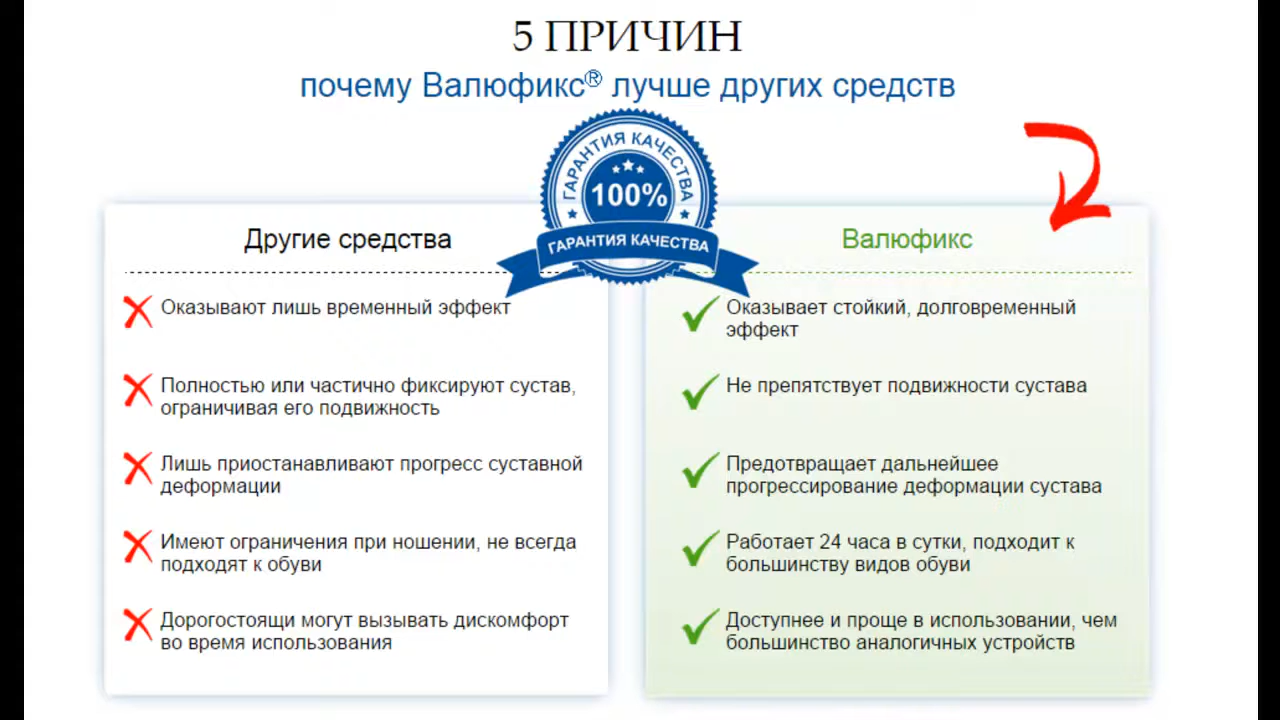 5 ПРИЧИН
почему Валюфикс® лучше других средств
ГАРАНТИЯ КАЧЕСТВА
100%
ГАРАНТИЯ КАЧЕСТВА
Другие средства
Оказывают лишь временный эффект
Полностью или частично фиксируют сустав,
ограничивая его подвижность
Лишь приостанавливают прогресс суставной
деформации
Имеют ограничения при ношении, не всегда
подходят к обуви
Дорогостоящи могут вызывать дискомфорт
во время использования
Валюфикс
Оказывает стойкий, долговременный
эффект
Не препятствует подвижности сустава
Предотвращает дальнейшее
прогрессирование деформации сустава
Работает 24 часа в сутки, подходит к
большинству видов обуви
Доступнее и проще в использовании, чем
большинство аналогичных устройств